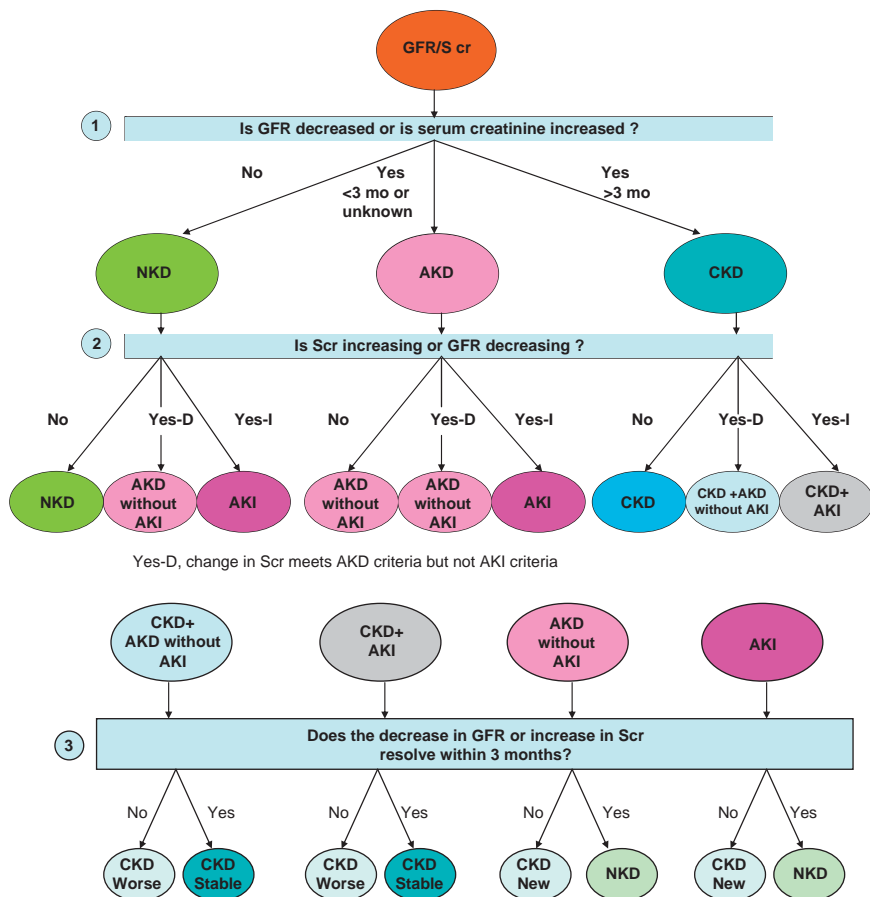 GFR/S cr
1
Is GFR decreased or is serum creatinine increased ?
No
Yes
<3 mo or
unknown
Yes
>3 mo
NKD
AKD
CKD
2
Is Scr increasing or GFR decreasing ?
No
Yes-D
Yes-I
No
Yes-D
Yes-I
No
Yes-D
Yes-I
NKD
AKD
without
AKI
AKI
AKD
without
AKI
AKD
without
AKI
AKI
CKD
CKD +AKD
without AKI
CKD+
AKI
Yes-D, change in Scr meets AKD criteria but not AKI criteria
CKD+
AKD without
AKI
CKD+
AKI
AKD
without
AKI
AKI
3
Does the decrease in GFR or increase in Scr
resolve within 3 months?
No
Yes
No
Yes
No
Yes
No
Yes
CKD
Worse
CKD
Stable
CKD
Worse
CKD
Stable
CKD
New
NKD
CKD
New
NKD